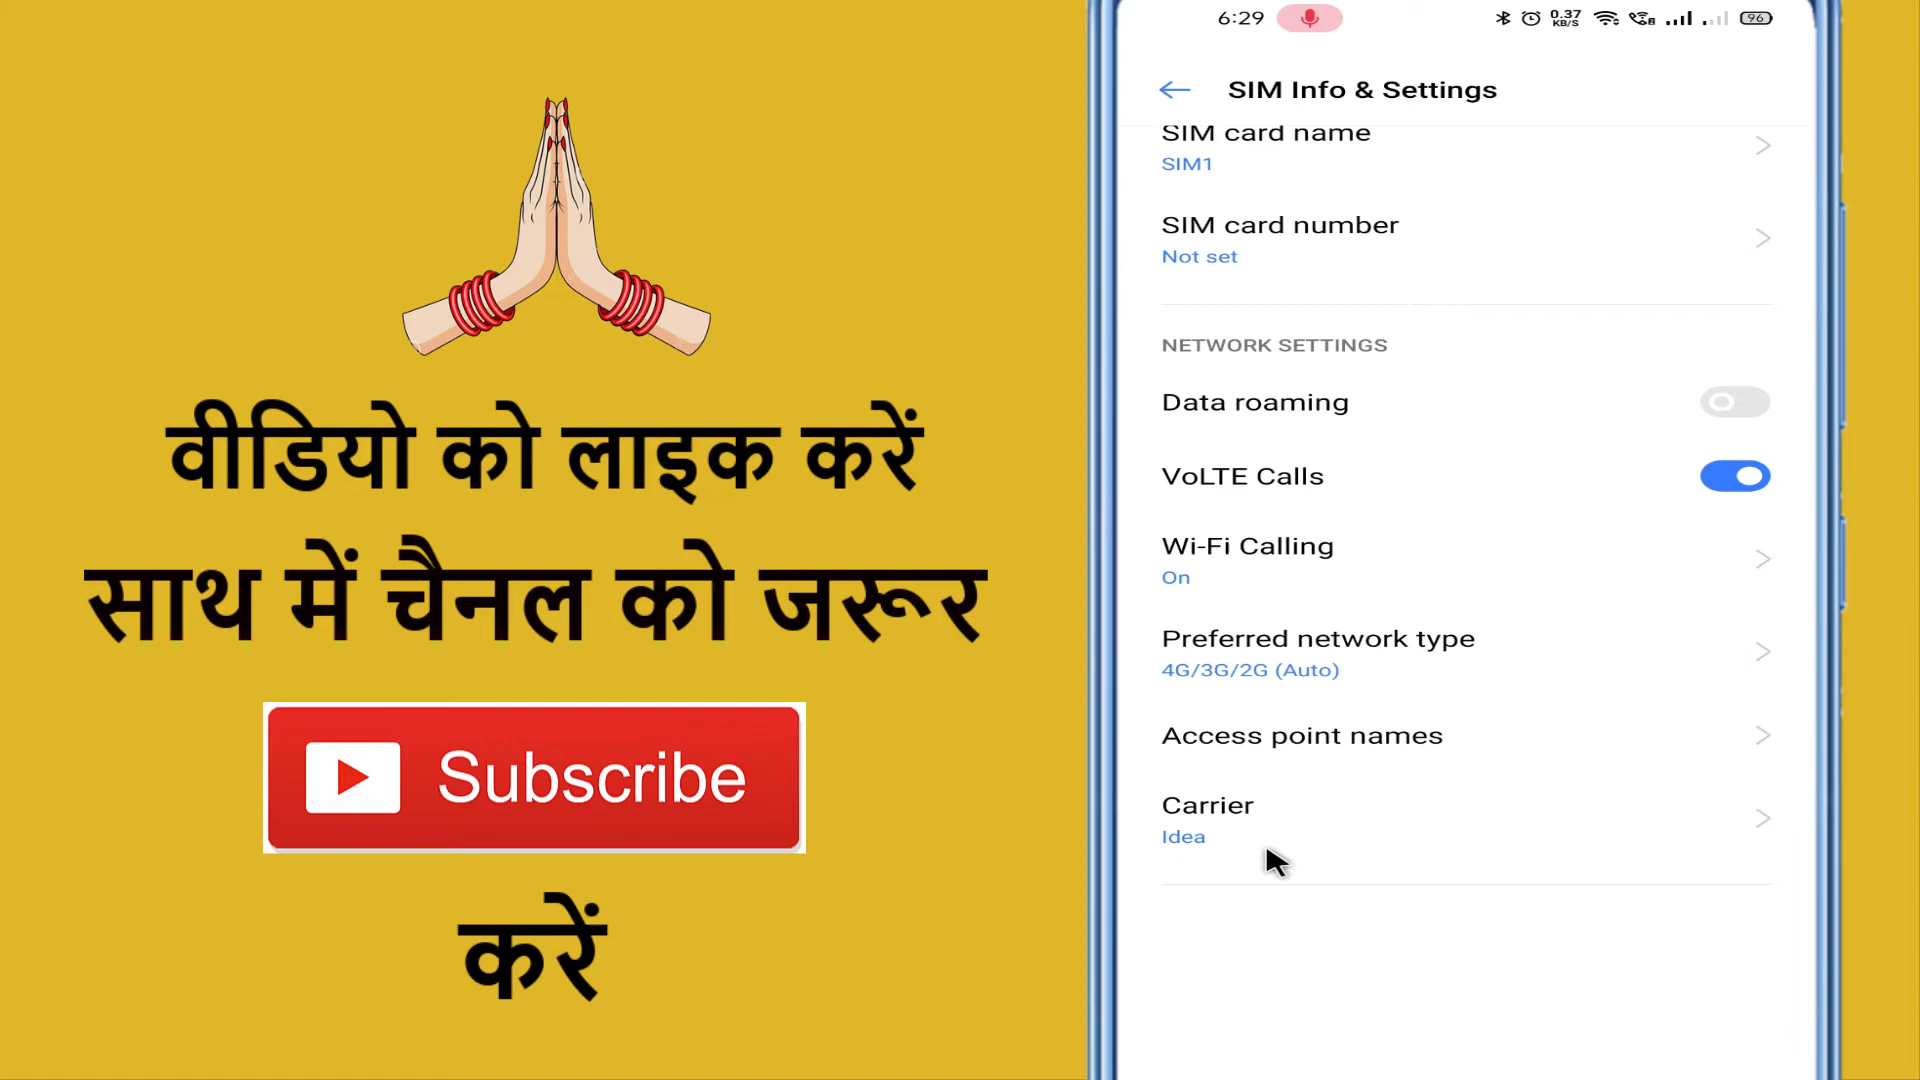 वीडियो को लाइक करें
साथ में चैनल को जरूर
Subscribe
करें
6:29
0.37
KB/S
96
SIM Info & Settings
SIM card name
SIM1
SIM card number
Not set
NETWORK SETTINGS
Data roaming
VoLTE Calls
Wi-Fi Calling
On
Preferred network type
4G/3G/2G (Auto)
Access point names
Carrier
Idea